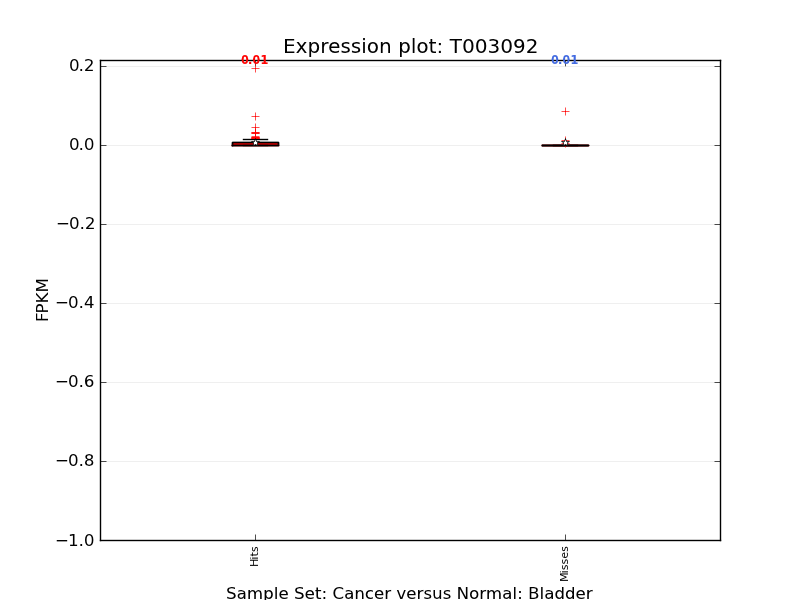 Expression plot: T003092
0.01
0.01
0.2
0.0
−0.2
−0.4
−0.6
−0.8
−1.0
FPKM
Hits
Misses
Sample Set: Cancer versus Normal: Bladder